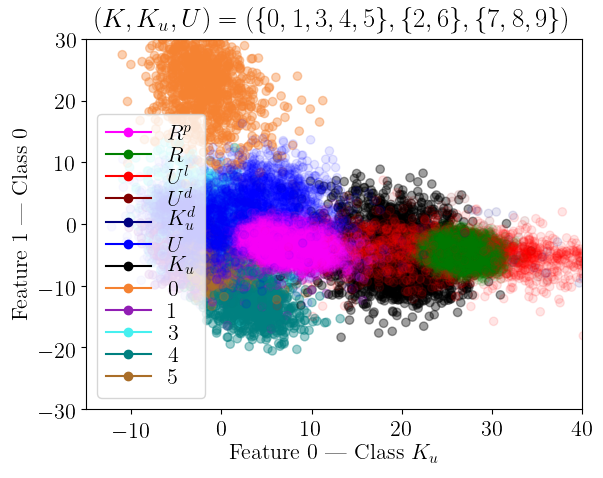 (K, K_u, U) = ({0, 1, 3, 4, 5}, {2, 6}, {7, 8, 9})
Feature 1 — Class 0
30
20
10
0
−10
−20
−30
R^p
R
U^l
U^d
K_u^d
U
K_u
0
1
3
4
5
−10
0
10
20
30
40
Feature 0 — Class K_u